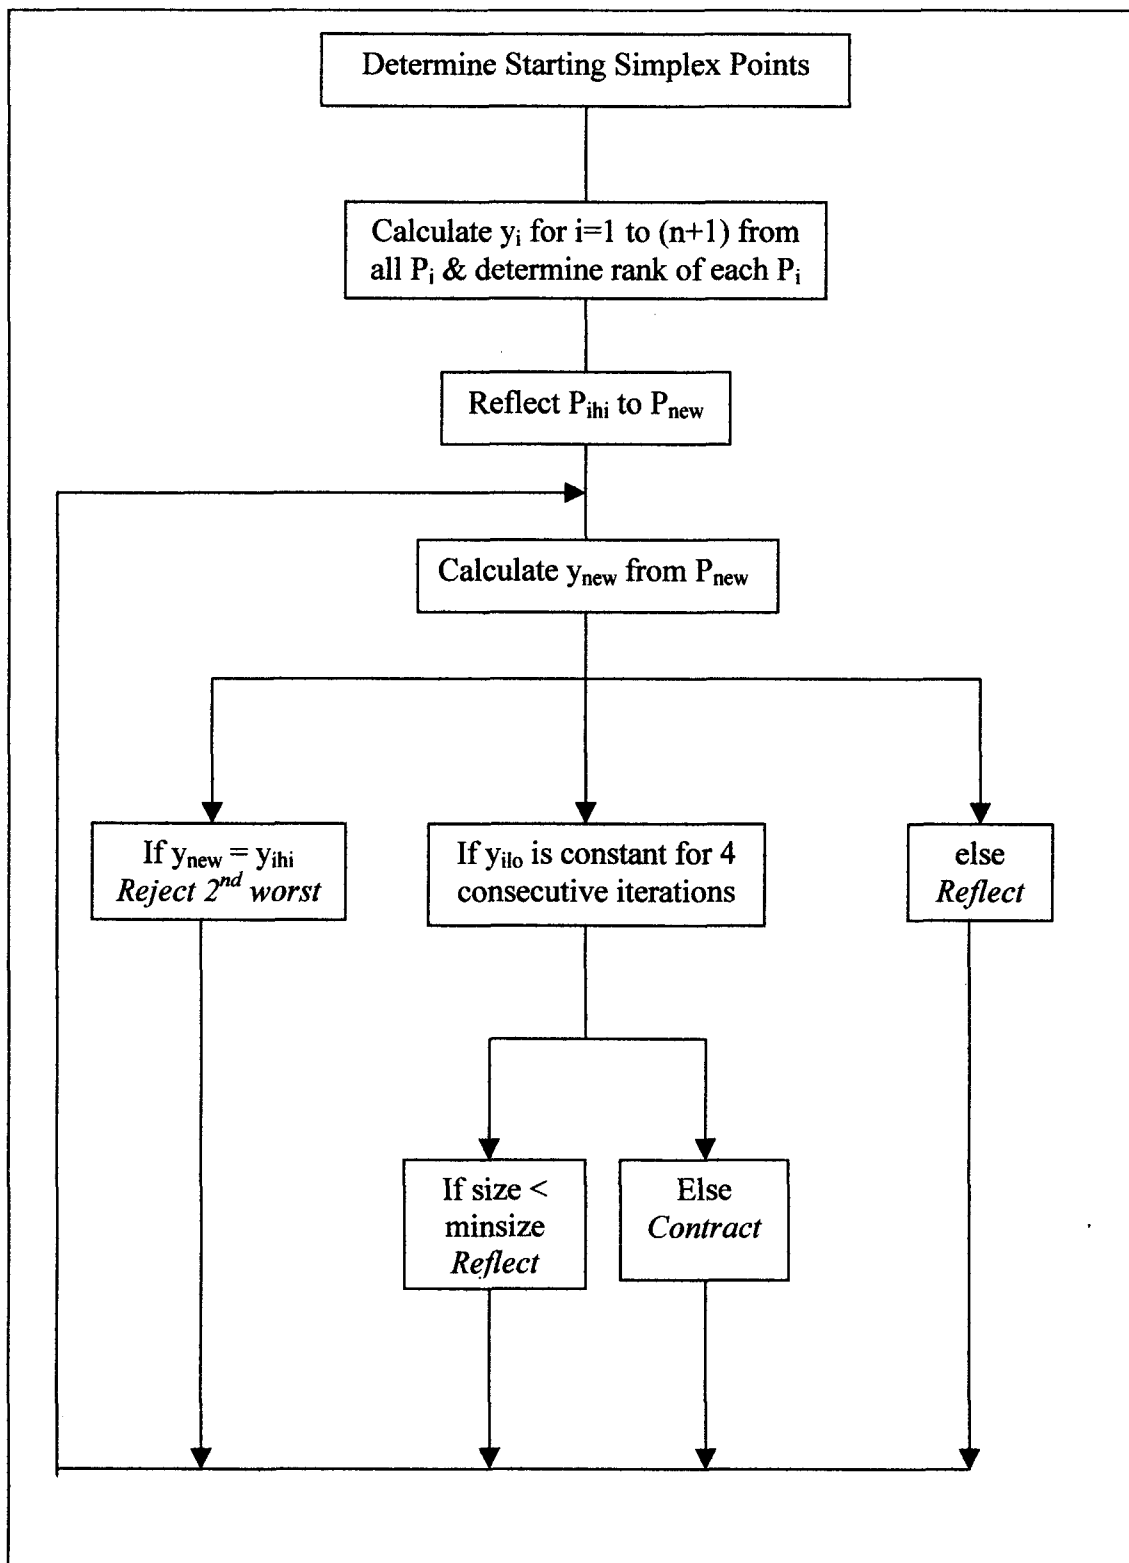 Determine Starting Simplex Points
Calculate yi for i=1 to (n+1) from
all Pi & determine rank of each Pi
Reflect Pihi to Pnew
Calculate ynew from Pnew
If ynew = yihi
Reject 2nd worst
If yilo is constant for 4
consecutive iterations
else
Reflect
If size <
minsize
Reflect
Else
Contract